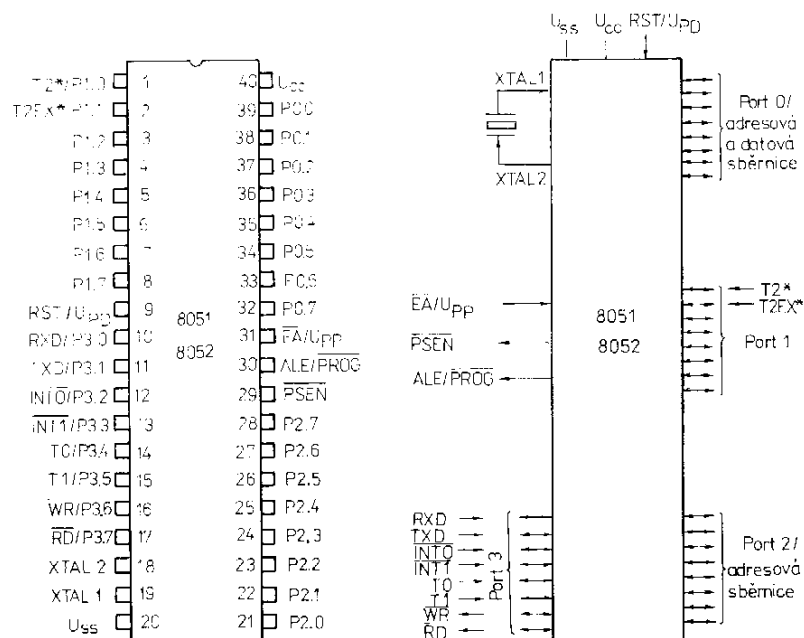 T2*/P1.0 1 40 Ucc
T2EX*/P1.1 2 39 P0.0
P1.2 3 38 P0.1
P1.3 4 37 P0.2
P1.4 5 36 P0.3
P1.5 6 35 P0.4
P1.6 7 34 P0.5
P1.7 8 33 P0.6
RST/UPD 9 32 P0.7
RXD/P3.0 10 31 EA/UPP
TXD/P3.1 11 30 ALE/PROG
INT0/P3.2 12 29 PSEN
INT1/P3.3 13 28 P2.7
T0/P3.4 14 27 P2.6
T1/P3.5 15 26 P2.5
WR/P3.6 16 25 P2.4
RD/P3.7 17 24 P2.3
XTAL 2 18 23 P2.2
XTAL 1 19 22 P2.1
Uss 20 21 P2.0
8051
8052
Uss Ucc RST/UPD
XTAL1
XTAL2
EA/UPP
PSEN
ALE/PROG
8051
8052
Port 0/
adresová
a datová
sběrnice
T2*
T2EX*
Port 1
RXD
TXD
INT0
INT1
T0
T1
WR
RD
Port 3
Port 2/
adresová
sběrnice